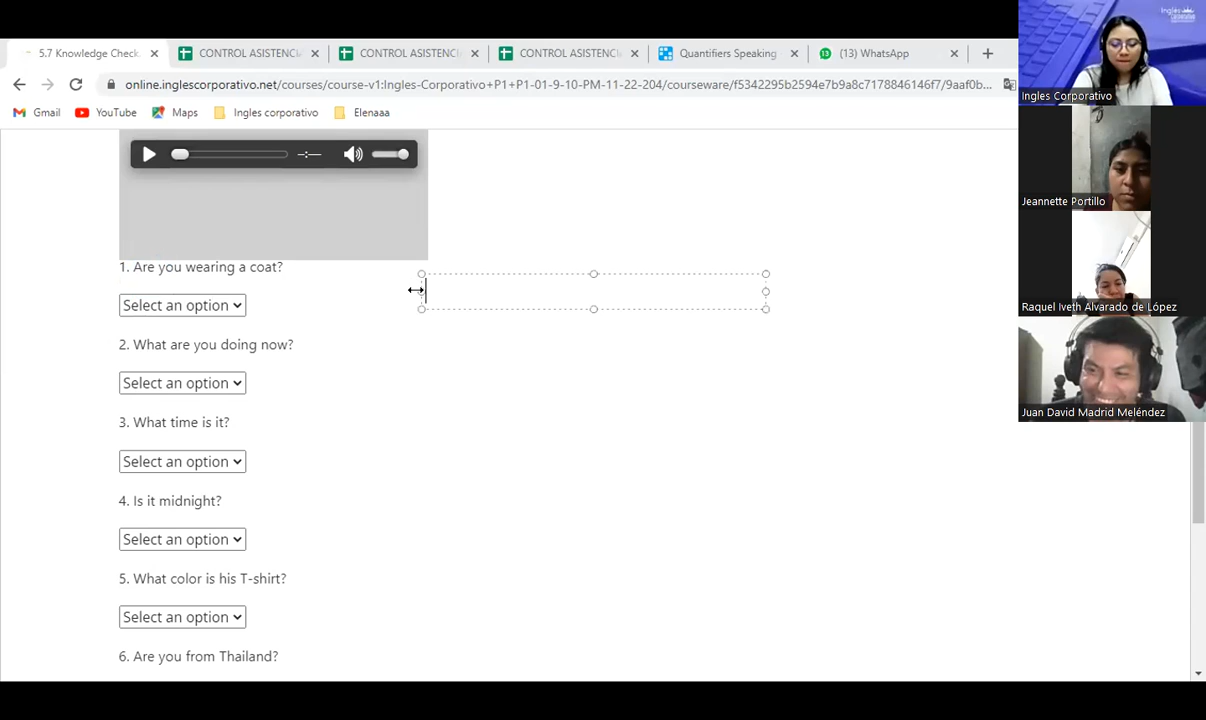 5.7 Knowledge Check
CONTROL ASISTENCI
CONTROL ASISTENCI
CONTROL ASISTENCI
Quantifiers Speaking
(13) WhatsApp
online.inglescorporativo.net/courses/course-v1:Ingles-Corporativo+P1+P1-01-9-10-PM-11-22-204/courseware/f5342295b2594e7b9a8c7178846146f7/9aaf0b...
Gmail
YouTube
Maps
Ingles corporativo
Elenaaa
Ingles Corporativo
Jeannette Portillo
Raquel Iveth Alvarado de López
Juan David Madrid Meléndez
1. Are you wearing a coat?
Select an option
2. What are you doing now?
Select an option
3. What time is it?
Select an option
4. Is it midnight?
Select an option
5. What color is his T-shirt?
Select an option
6. Are you from Thailand?